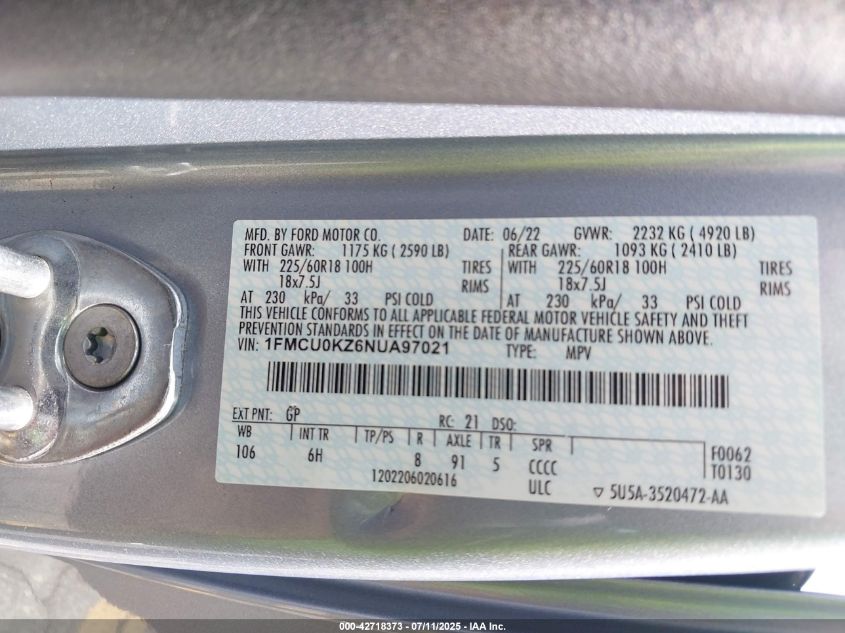 MFD. BY FORD MOTOR CO. DATE: 06/22 GVWR: 2232 KG ( 4920 LB)
FRONT GAWR: 1175 KG ( 2590 LB) REAR GAWR: 1093 KG ( 2410 LB)
WITH 225/60R18 100H TIRES WITH 225/60R18 100H TIRES
18x7.5J RIMS 18x7.5J RIMS
AT 230 kPa/ 33 PSI COLD AT 230 kPa/ 33 PSI COLD
THIS VEHICLE CONFORMS TO ALL APPLICABLE FEDERAL MOTOR VEHICLE SAFETY AND THEFT
PREVENTION STANDARDS IN EFFECT ON THE DATE OF MANUFACTURE SHOWN ABOVE.
VIN: 1FMCU0KZ6NUA97021 TYPE: MPV
EXT PNT: GP RC: 21 DSO:
WB INT TR TP/PS R AXLE TR SPR
106 6H 8 91 5 CCCC F0062
1202206020616 ULC T0130
▽ 5U5A-3520472-AA
000-42718373 - 07/11/2025 - IAA Inc.